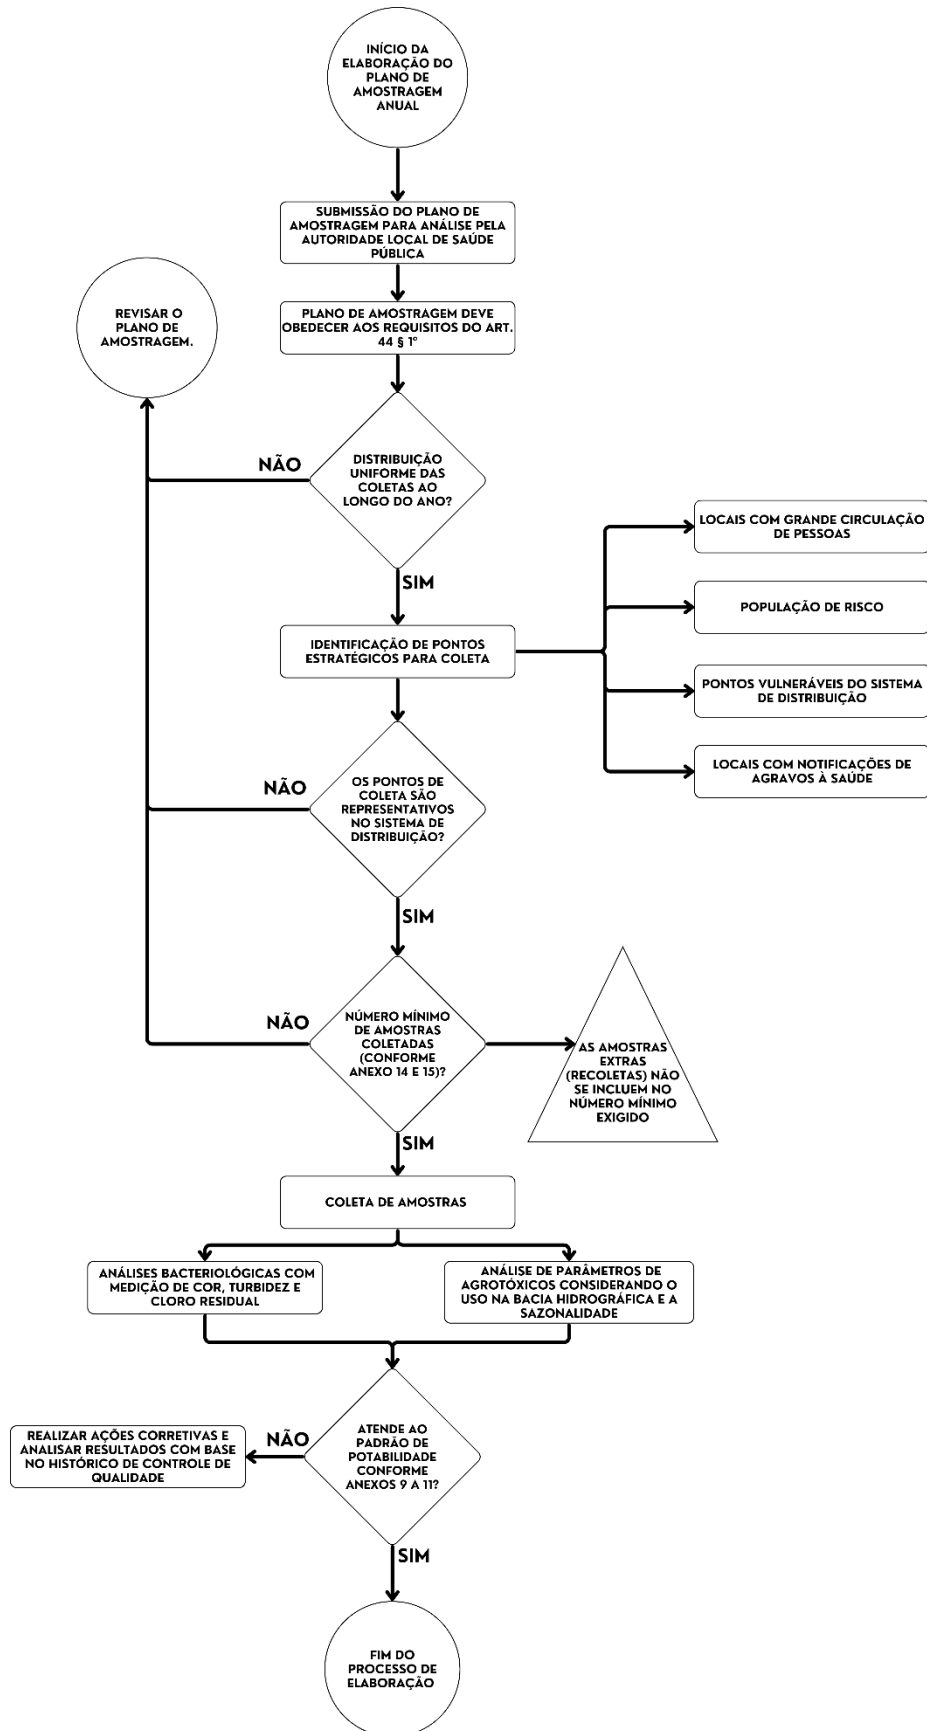 INÍCIO DA
ELABORAÇÃO DO
PLANO DE
AMOSTRAGEM
ANUAL
SUBMISSÃO DO PLANO DE
AMOSTRAGEM PARA ANÁLISE PELA
AUTORIDADE LOCAL DE SAÚDE
PÚBLICA
REVISAR O
PLANO DE
AMOSTRAGEM.
PLANO DE AMOSTRAGEM DEVE
OBEDECER AOS REQUISITOS DO ART.
44 § 1º
NÃO
DISTRIBUIÇÃO
UNIFORME DAS
COLETAS AO
LONGO DO ANO?
SIM
LOCAIS COM GRANDE CIRCULAÇÃO
DE PESSOAS
POPULAÇÃO DE RISCO
IDENTIFICAÇÃO DE PONTOS
ESTRATÉGICOS PARA COLETA
PONTOS VULNERÁVEIS DO SISTEMA
DE DISTRIBUIÇÃO
LOCAIS COM NOTIFICAÇÕES DE
AGRAVOS À SAÚDE
NÃO
OS PONTOS DE
COLETA SÃO
REPRESENTATIVOS
NO SISTEMA DE
DISTRIBUIÇÃO?
SIM
NÃO
NÚMERO MÍNIMO
DE AMOSTRAS
COLETADAS
(CONFORME
ANEXO 14 E 15)?
AS AMOSTRAS
EXTRAS
(RECOLETAS) NÃO
SE INCLUEM NO
NÚMERO MÍNIMO
EXIGIDO
SIM
COLETA DE AMOSTRAS
ANÁLISES BACTERIOLÓGICAS COM
MEDIÇÃO DE COR, TURBIDEZ E
CLORO RESIDUAL
ANÁLISE DE PARÂMETROS DE
AGROTÓXICOS CONSIDERANDO O
USO NA BACIA HIDROGRÁFICA E A
SAZONALIDADE
REALIZAR AÇÕES CORRETIVAS E
ANALISAR RESULTADOS COM BASE
NO HISTÓRICO DE CONTROLE DE
QUALIDADE
NÃO
ATENDE AO
PADRÃO DE
POTABILIDADE
CONFORME
ANEXOS 9 A 11?
SIM
FIM DO
PROCESSO DE
ELABORAÇÃO